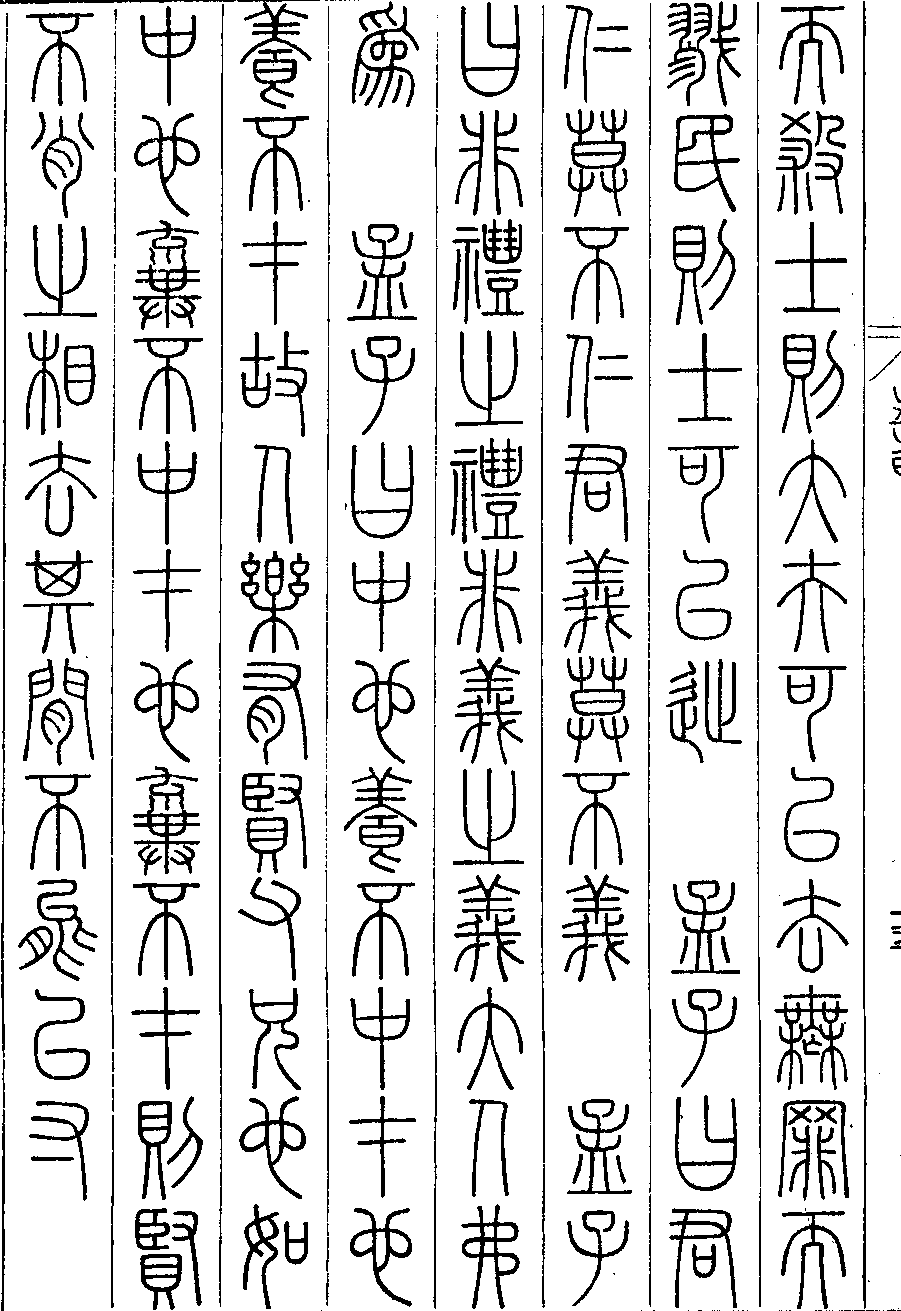 而殺士則大夫可以去無罪而
戮民則士可以徙　孟子曰君
仁莫不仁君義莫不義　孟子
曰非禮之禮非義之義大人弗
為　孟子曰中也養不中才也
養不才故人樂有賢父兄也如
中也棄不中才也棄不才則賢
不肖之相去其間不能以寸